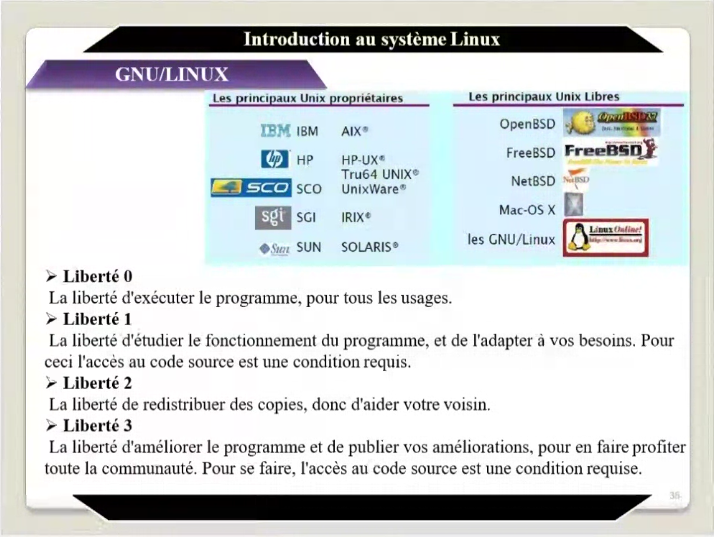 Introduction au système Linux
GNU/LINUX
Les principaux Unix propriétaires
IBM IBM AIX®
hp HP HP-UX®
Tru64 UNIX®
SCO SCO UnixWare®
sgi SGI IRIX®
Sun SUN SOLARIS®
Les principaux Unix Libres
OpenBSD OpenBSD
FreeBSD FreeBSD
NetBSD NetBSD
Mac-OS X
les GNU/Linux Linux Online!
http://www.linux.org
➢ Liberté 0
La liberté d'exécuter le programme, pour tous les usages.
➢ Liberté 1
La liberté d'étudier le fonctionnement du programme, et de l'adapter à vos besoins. Pour
ceci l'accès au code source est une condition requis.
➢ Liberté 2
La liberté de redistribuer des copies, donc d'aider votre voisin.
➢ Liberté 3
La liberté d'améliorer le programme et de publier vos améliorations, pour en faire profiter
toute la communauté. Pour se faire, l'accès au code source est une condition requise.
36